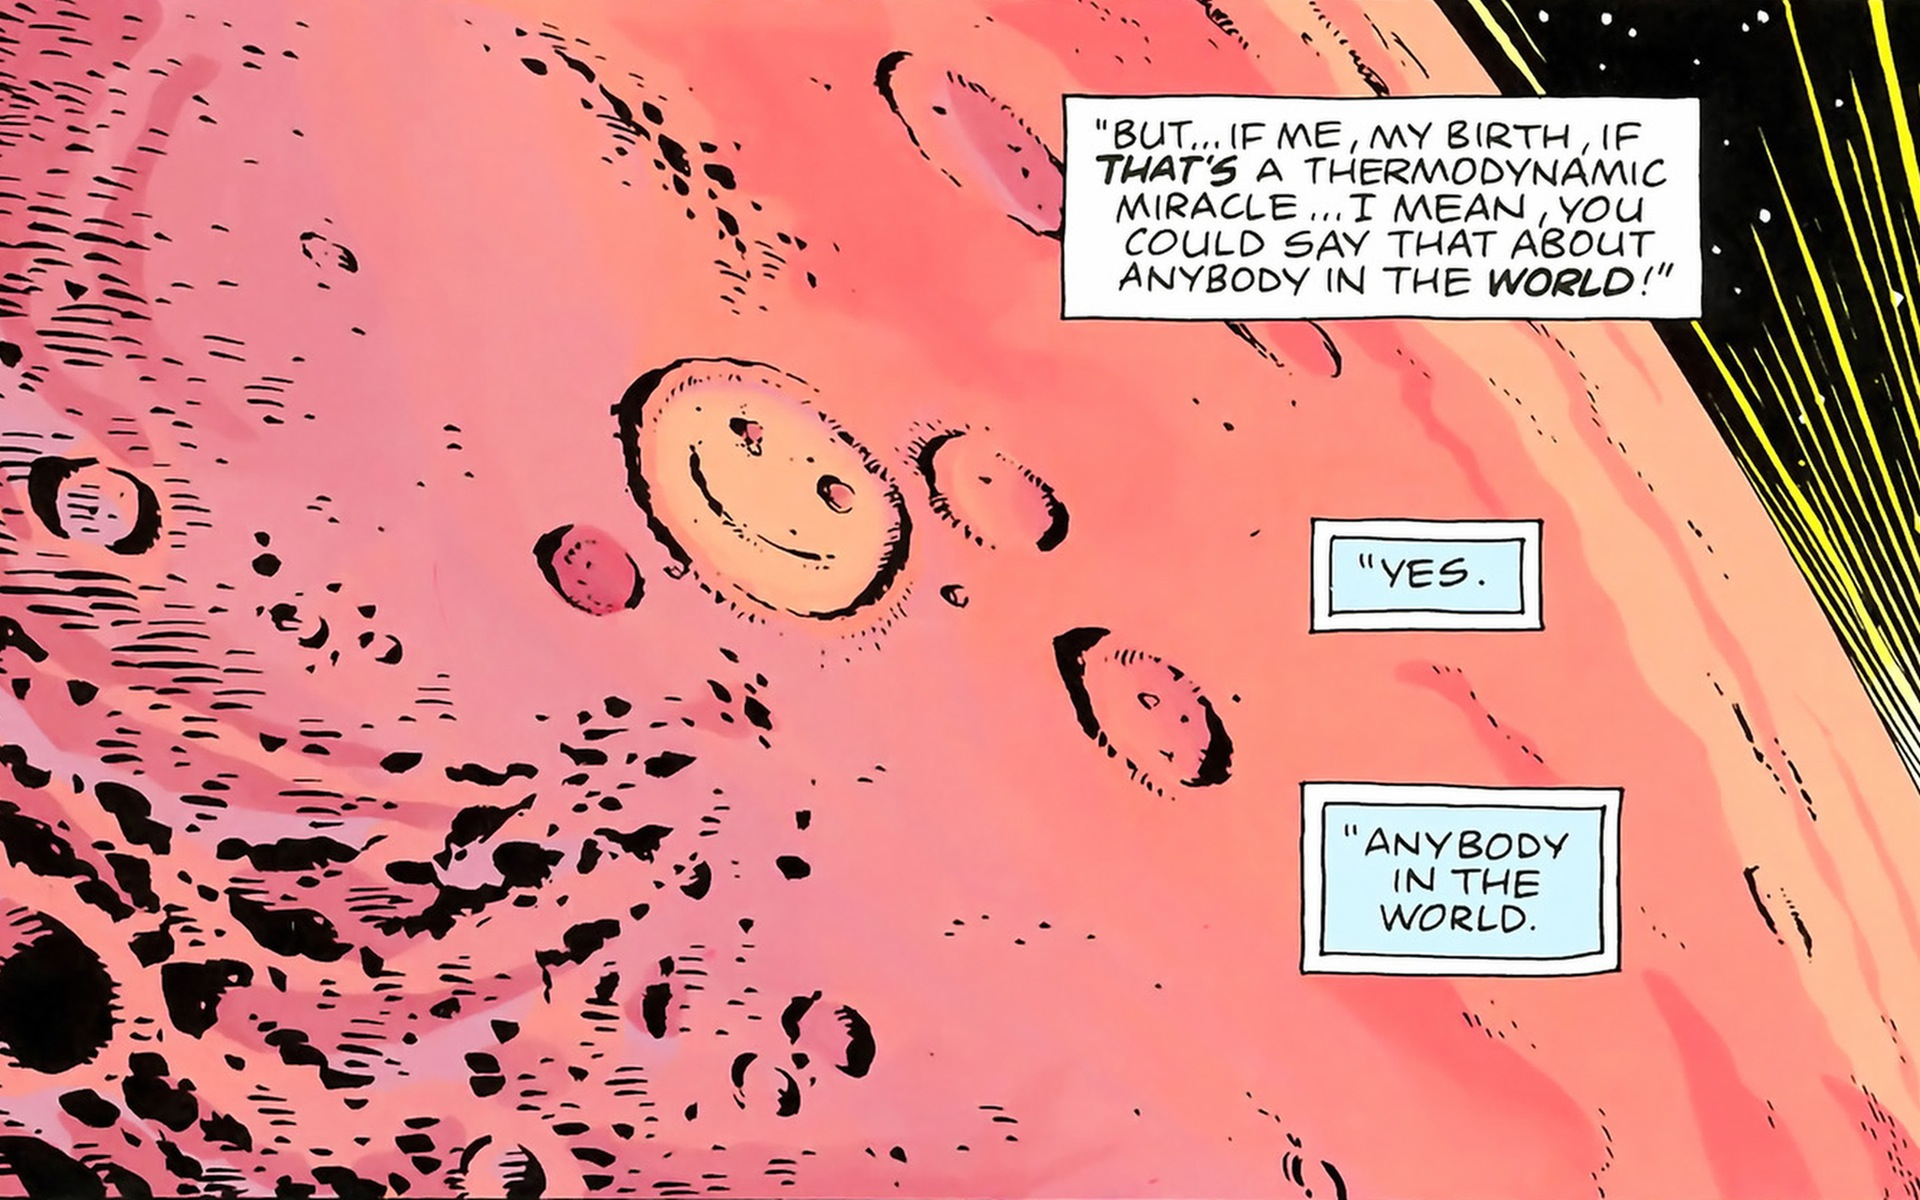 "BUT...IF ME, MY BIRTH, IF
THAT'S A THERMODYNAMIC
MIRACLE...I MEAN, YOU
COULD SAY THAT ABOUT
ANYBODY IN THE WORLD!"
"YES.
"ANYBODY
IN THE
WORLD.